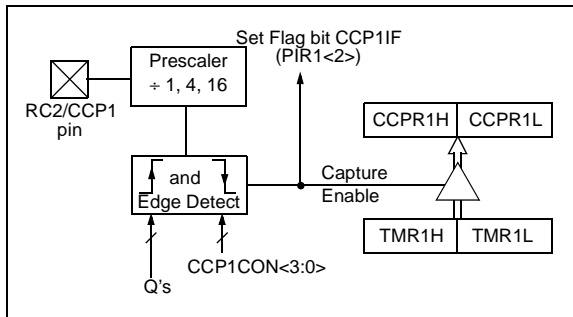 Set Flag bit CCP1IF
(PIR1<2>)
Prescaler
÷ 1, 4, 16
RC2/CCP1
pin
CCPR1H CCPR1L
and
Edge Detect
Capture
Enable
TMR1H TMR1L
CCP1CON<3:0>
Q's